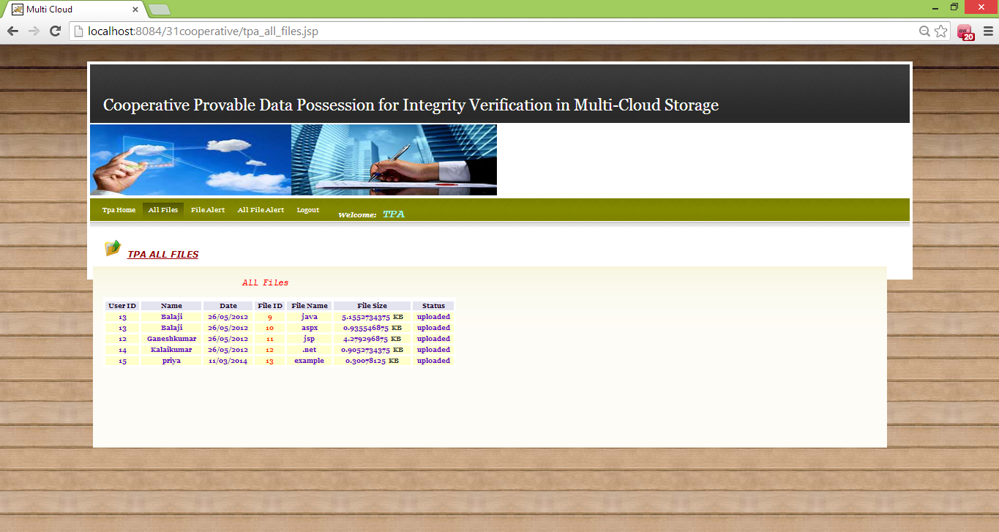 Multi Cloud
localhost:8084/31cooperative/tpa_all_files.jsp
20
Cooperative Provable Data Possession for Integrity Verification in Multi-Cloud Storage
Tpa Home All Files File Alert All File Alert Logout Welcome: TPA
TPA ALL FILES
All Files
User ID Name Date File ID File Name File Size Status
13 Balaji 26/05/2012 9 java 5.1552734375 KB uploaded
13 Balaji 26/05/2012 10 aspx 0.935546875 KB uploaded
12 Ganeshkumar 26/05/2012 11 jsp 4.279296875 KB uploaded
14 Kalaikumar 26/05/2012 12 .net 0.9052734375 KB uploaded
15 priya 11/03/2014 13 example 0.30078125 KB uploaded